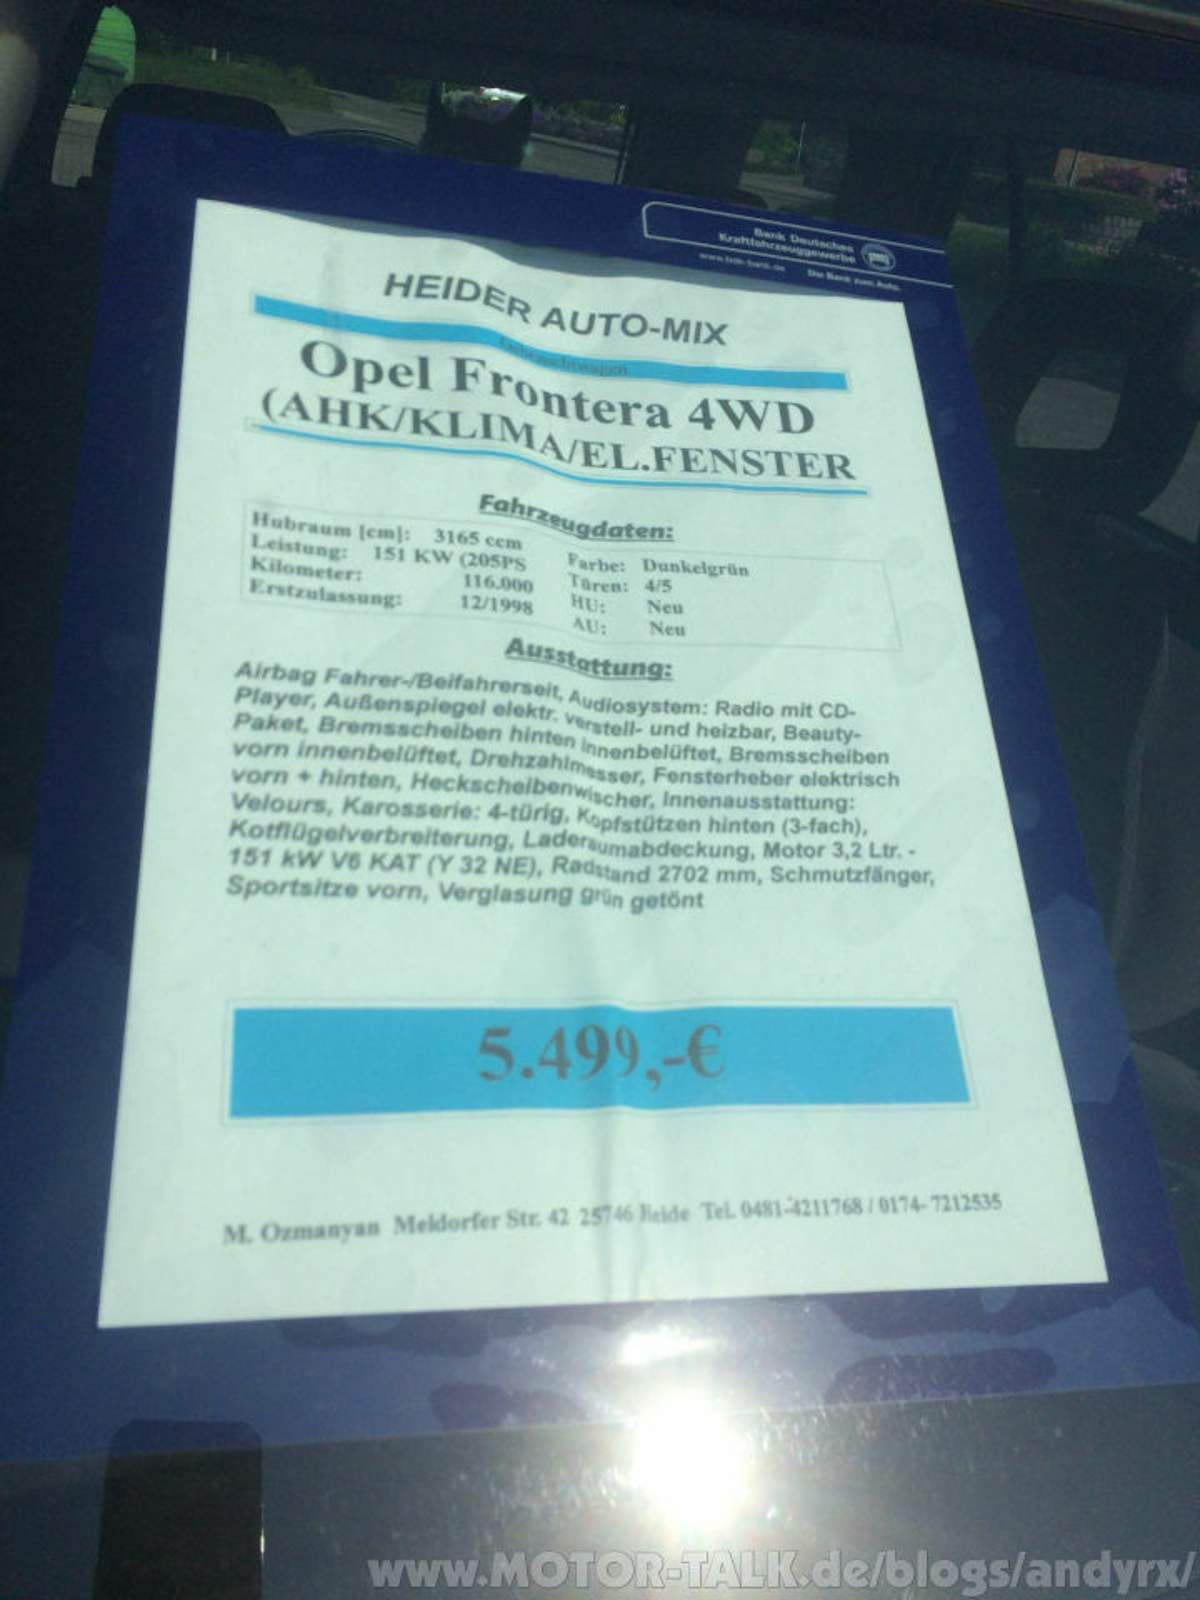 Bank Deutsches
Kraftfahrzeuggewerbe
www.bdk-bank.de Die Bank zum Auto.
HEIDER AUTO-MIX
Gebrauchtwagen
Opel Frontera 4WD
(AHK/KLIMA/EL.FENSTER
Fahrzeugdaten:
Hubraum [cm]: 3165 ccm Farbe: Dunkelgrün
Leistung: 151 KW (205PS Türen: 4/5
Kilometer: 116.000 HU: Neu
Erstzulassung: 12/1998 AU: Neu
Ausstattung:
Airbag Fahrer-/Beifahrerseit, Audiosystem: Radio mit CD-
Player, Außenspiegel elektr. verstell- und heizbar, Beauty-
Paket, Bremsscheiben hinten innenbelüftet, Bremsscheiben
vorn innenbelüftet, Drehzahlmesser, Fensterheber elektrisch
vorn + hinten, Heckscheibenwischer, Innenausstattung:
Velours, Karosserie: 4-türig, Kopfstützen hinten (3-fach),
Kotflügelverbreiterung, Laderaumabdeckung, Motor 3,2 Ltr. -
151 kW V6 KAT (Y 32 NE), Radstand 2702 mm, Schmutzfänger,
Sportsitze vorn, Verglasung grün getönt
5.499,-€
M. Ozmanyan Meldorfer Str. 42 25746 Heide Tel. 0481-4211768 / 0174- 7212535
www.MOTOR-TALK.de/blogs/andyrx/